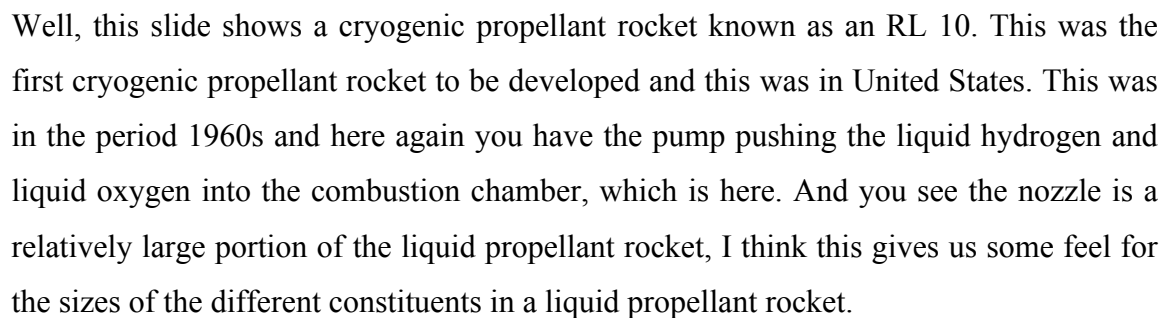 Well, this slide shows a cryogenic propellant rocket known as an RL 10. This was the
first cryogenic propellant rocket to be developed and this was in United States. This was
in the period 1960s and here again you have the pump pushing the liquid hydrogen and
liquid oxygen into the combustion chamber, which is here. And you see the nozzle is a
relatively large portion of the liquid propellant rocket, I think this gives us some feel for
the sizes of the different constituents in a liquid propellant rocket.